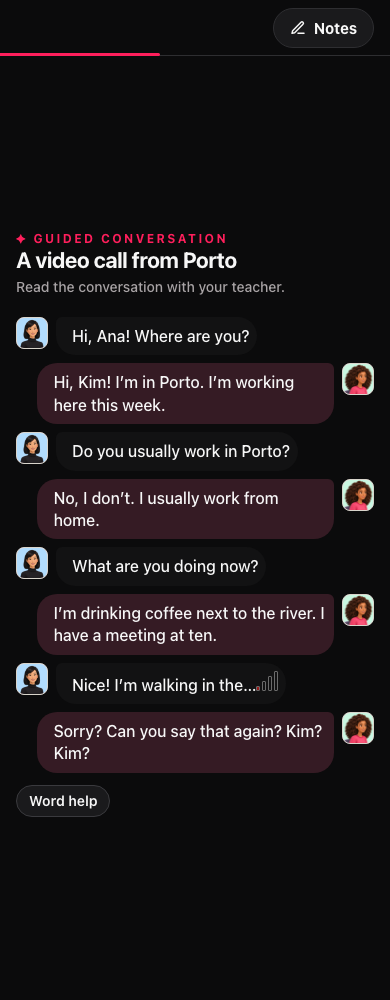 Notes
GUIDED CONVERSATION
A video call from Porto
Read the conversation with your teacher.
Hi, Ana! Where are you?
Hi, Kim! I’m in Porto. I’m working
here this week.
Do you usually work in Porto?
No, I don’t. I usually work from
home.
What are you doing now?
I’m drinking coffee next to the river. I
have a meeting at ten.
Nice! I’m walking in the...
Sorry? Can you say that again? Kim?
Kim?
Word help